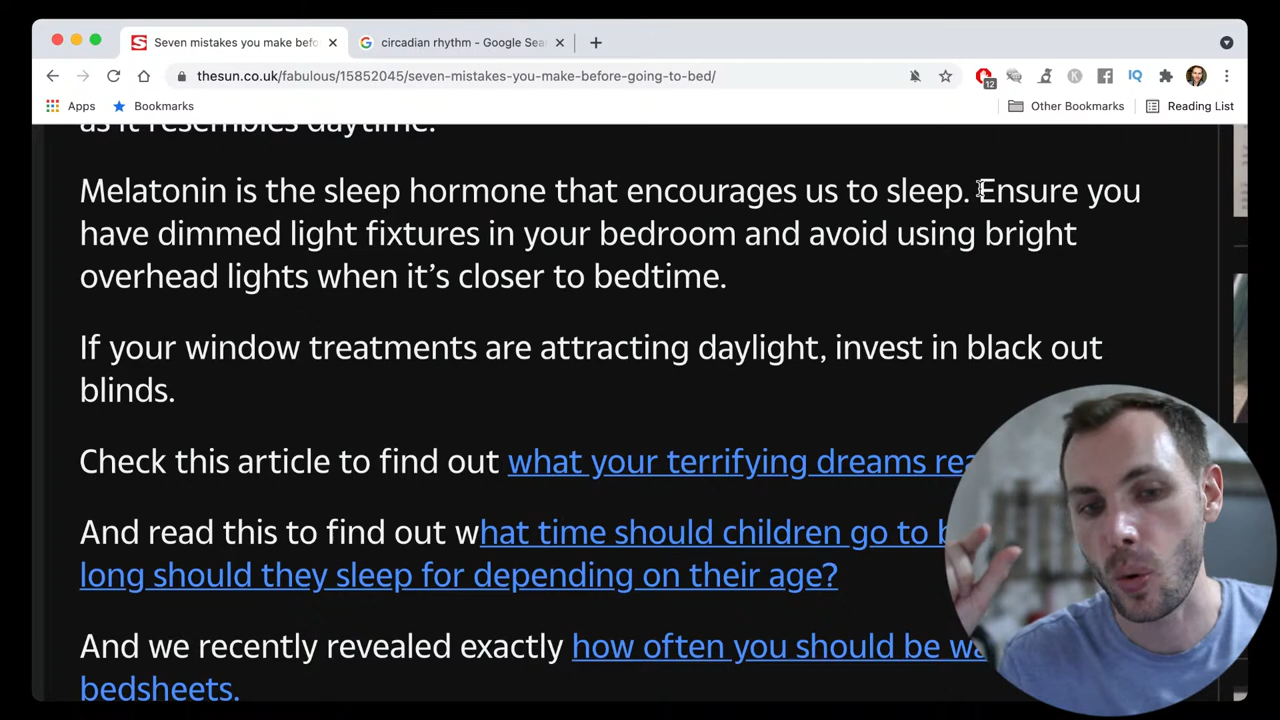 Seven mistakes you make befo
circadian rhythm - Google Sea
thesun.co.uk/fabulous/15852045/seven-mistakes-you-make-before-going-to-bed/
12
K
IQ
Apps
Bookmarks
Other Bookmarks
Reading List
as it resembles daytime.
Melatonin is the sleep hormone that encourages us to sleep. Ensure you
have dimmed light fixtures in your bedroom and avoid using bright
overhead lights when it's closer to bedtime.
If your window treatments are attracting daylight, invest in black out
blinds.
Check this article to find out what your terrifying dreams rea
And read this to find out what time should children go to b
long should they sleep for depending on their age?
And we recently revealed exactly how often you should be wa
bedsheets.